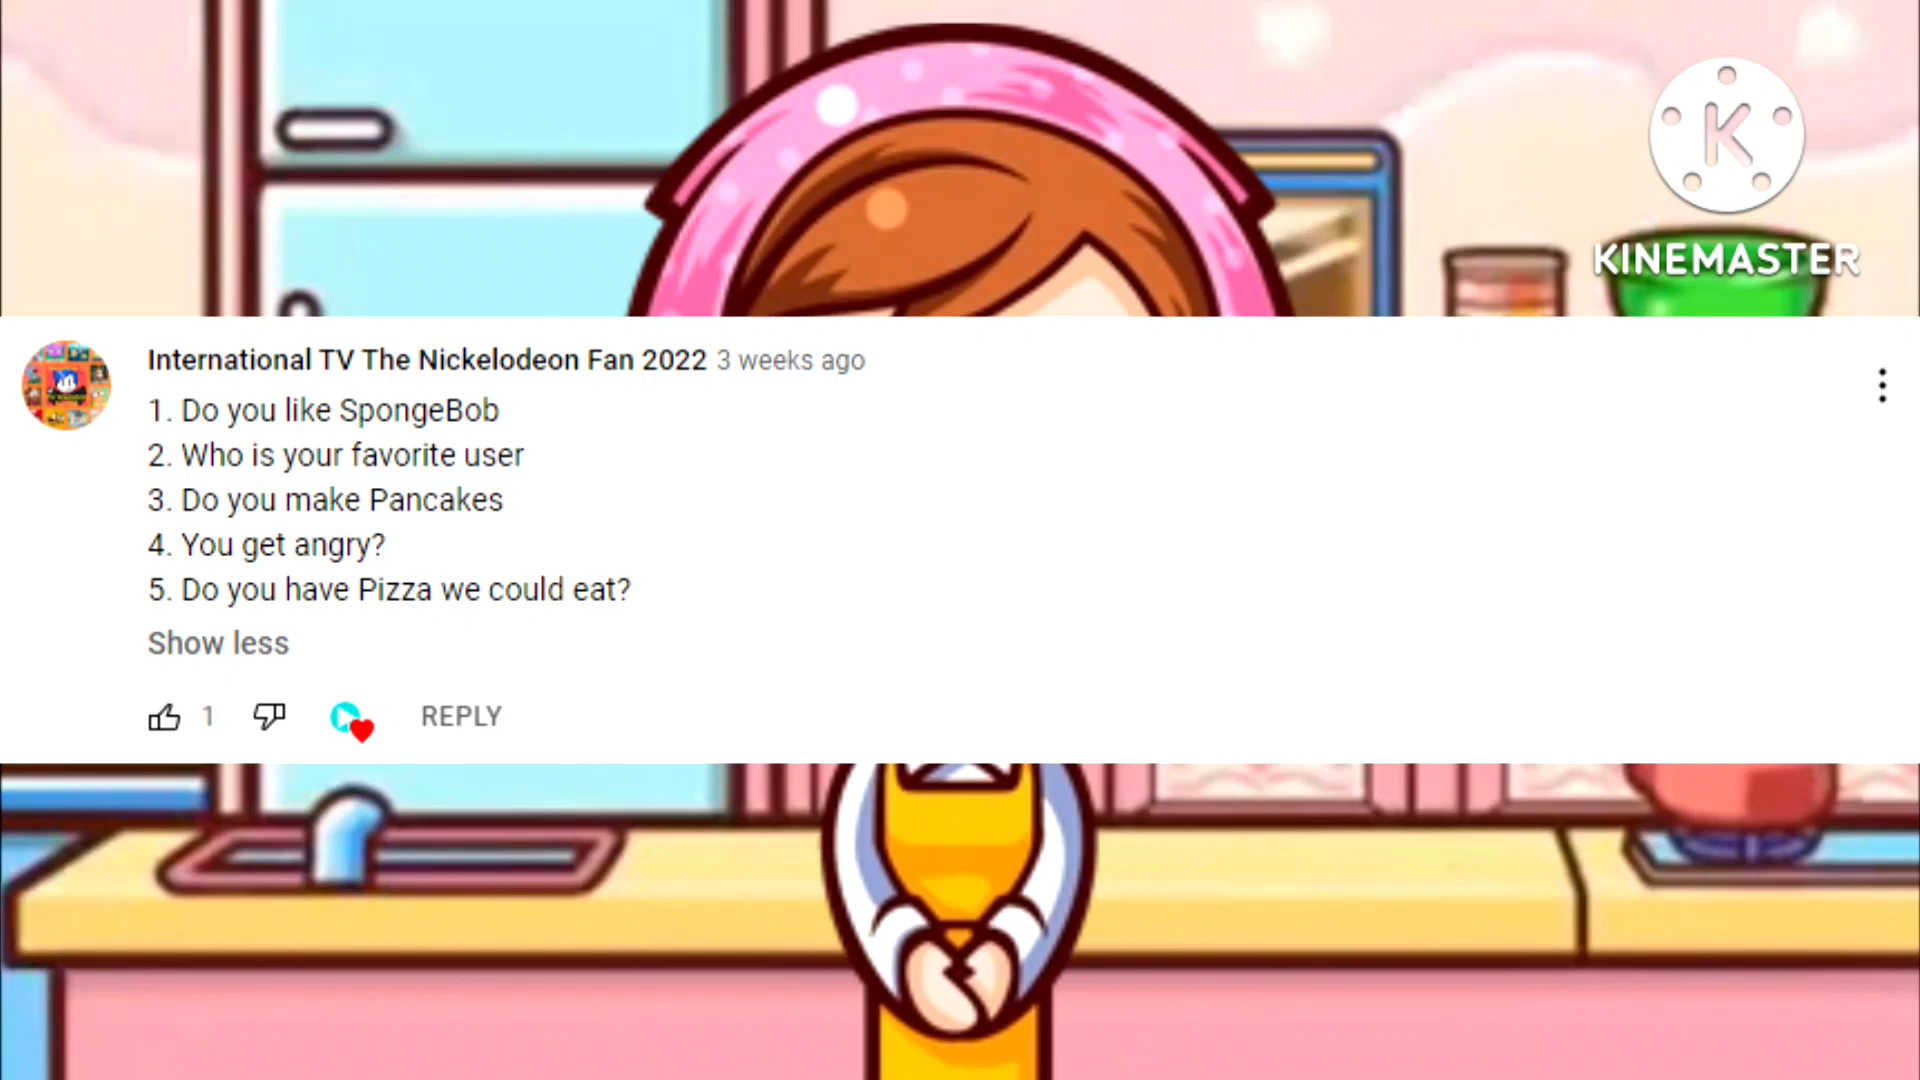 K
KINEMASTER
International TV The Nickelodeon Fan 2022 3 weeks ago
1. Do you like SpongeBob
2. Who is your favorite user
3. Do you make Pancakes
4. You get angry?
5. Do you have Pizza we could eat?
Show less
1 REPLY